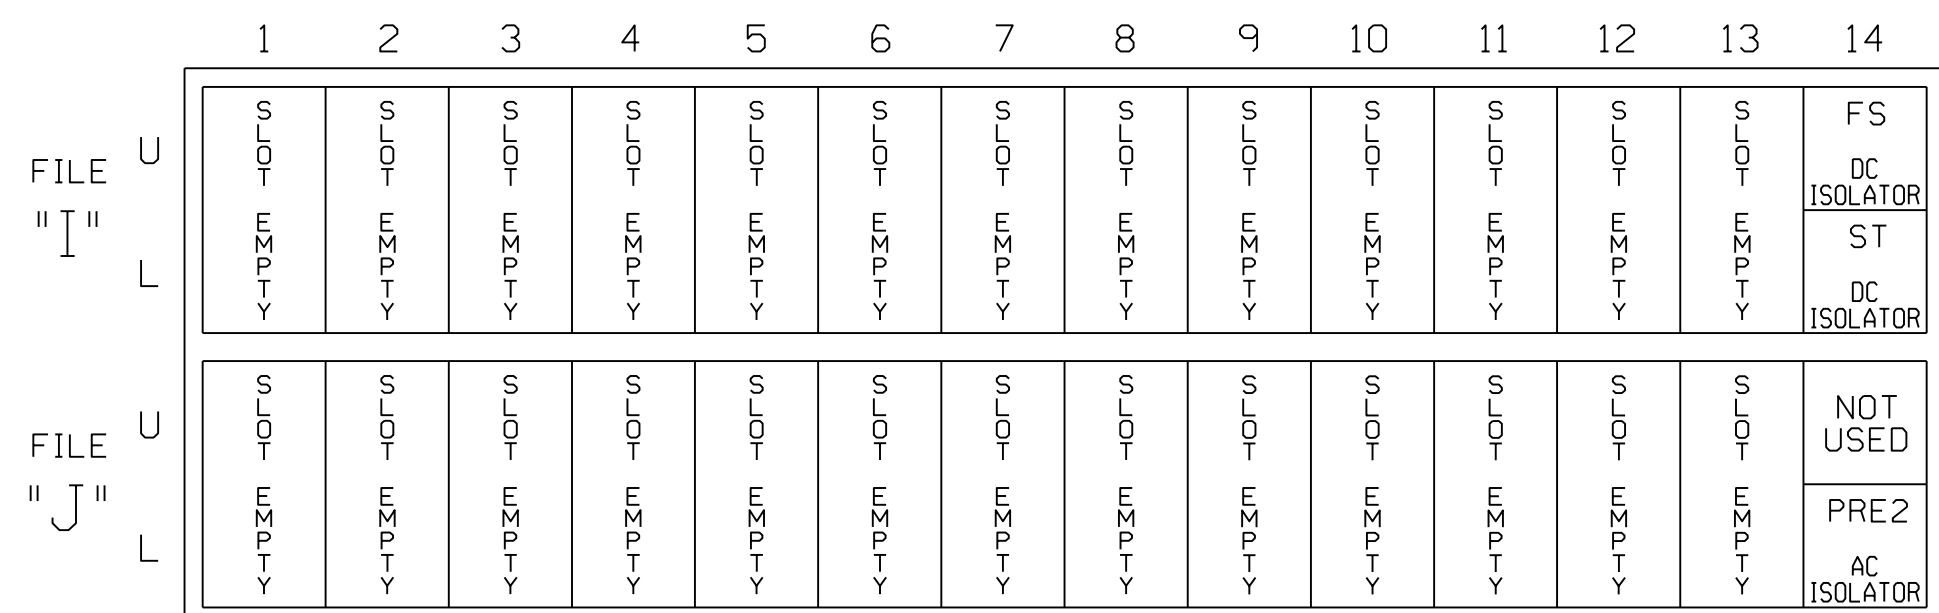 1 2 3 4 5 6 7 8 9 10 11 12 13 14
FILE
"I"
U
L
SLOT EMPTY
SLOT EMPTY
SLOT EMPTY
SLOT EMPTY
SLOT EMPTY
SLOT EMPTY
SLOT EMPTY
SLOT EMPTY
SLOT EMPTY
SLOT EMPTY
SLOT EMPTY
SLOT EMPTY
SLOT EMPTY
FS
DC
ISOLATOR
ST
DC
ISOLATOR
FILE
"J"
U
L
SLOT EMPTY
SLOT EMPTY
SLOT EMPTY
SLOT EMPTY
SLOT EMPTY
SLOT EMPTY
SLOT EMPTY
SLOT EMPTY
SLOT EMPTY
SLOT EMPTY
SLOT EMPTY
SLOT EMPTY
SLOT EMPTY
NOT
USED
PRE2
AC
ISOLATOR